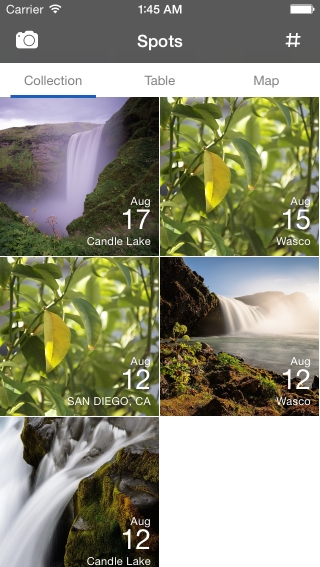 Carrier 1:45 AM
Spots #
Collection Table Map
Aug
17
Candle Lake
Aug
15
Wasco
Aug
12
SAN DIEGO, CA
Aug
12
Wasco
Aug
12
Candle Lake